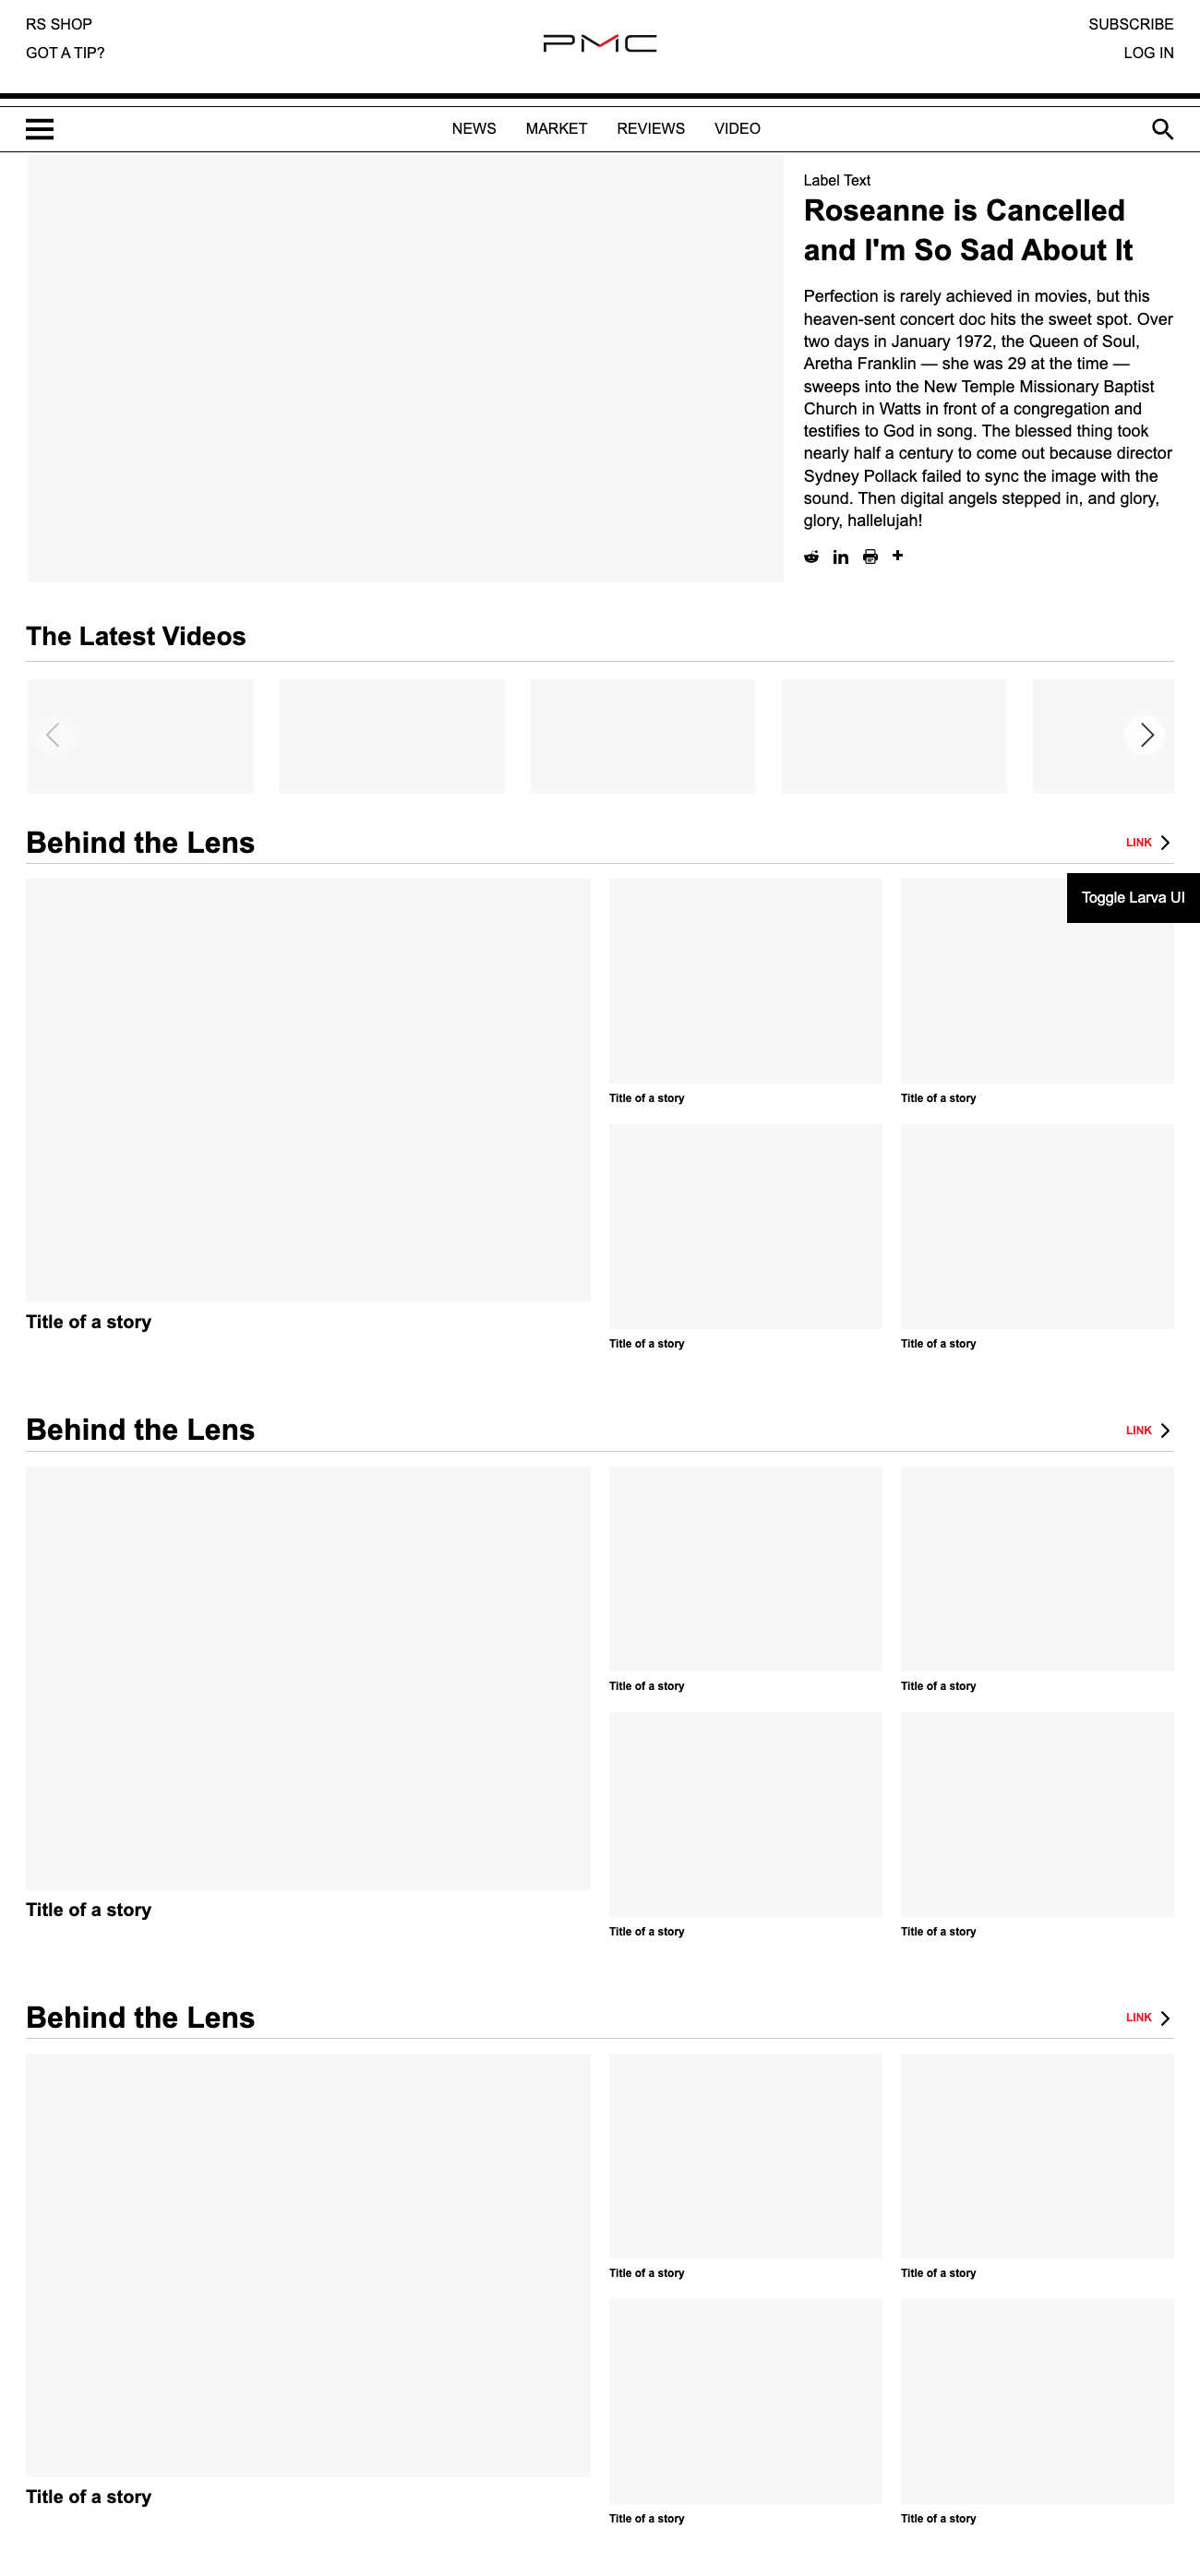 RS SHOP
GOT A TIP?
PMC
SUBSCRIBE
LOG IN
NEWS MARKET REVIEWS VIDEO
Label Text
Roseanne is Cancelled
and I'm So Sad About It
Perfection is rarely achieved in movies, but this
heaven-sent concert doc hits the sweet spot. Over
two days in January 1972, the Queen of Soul,
Aretha Franklin — she was 29 at the time —
sweeps into the New Temple Missionary Baptist
Church in Watts in front of a congregation and
testifies to God in song. The blessed thing took
nearly half a century to come out because director
Sydney Pollack failed to sync the image with the
sound. Then digital angels stepped in, and glory,
glory, hallelujah!
The Latest Videos
Behind the Lens
LINK
Toggle Larva UI
Title of a story
Title of a story
Title of a story
Title of a story
Title of a story
Behind the Lens
LINK
Title of a story
Title of a story
Title of a story
Title of a story
Title of a story
Behind the Lens
LINK
Title of a story
Title of a story
Title of a story
Title of a story
Title of a story